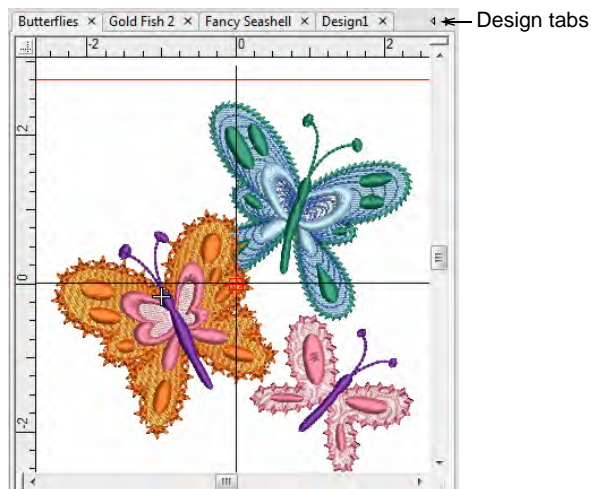 Butterflies × Gold Fish 2 × Fancy Seashell × Design1 × Design tabs
-2 0 2
2
0
-2